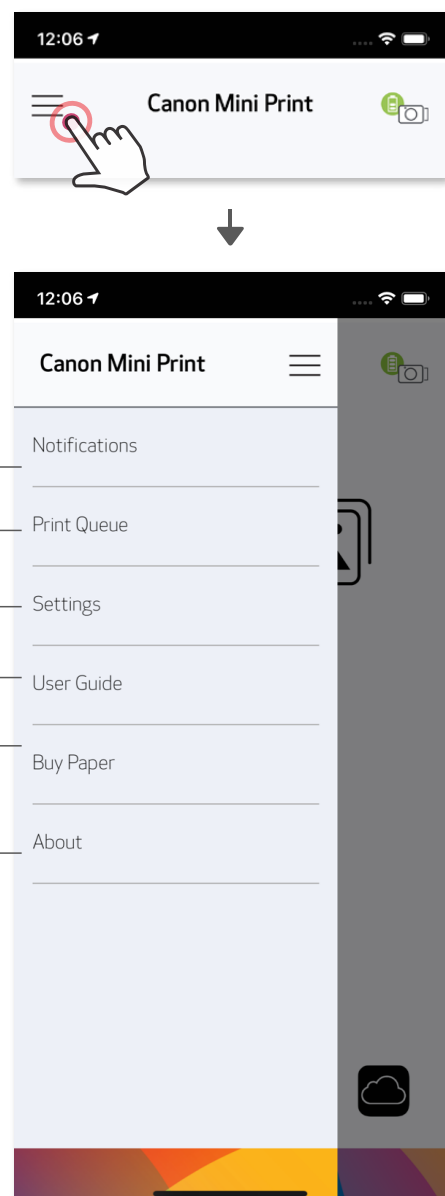 12:06
Canon Mini Print
12:06
Canon Mini Print
Notifications
Print Queue
Settings
User Guide
Buy Paper
About